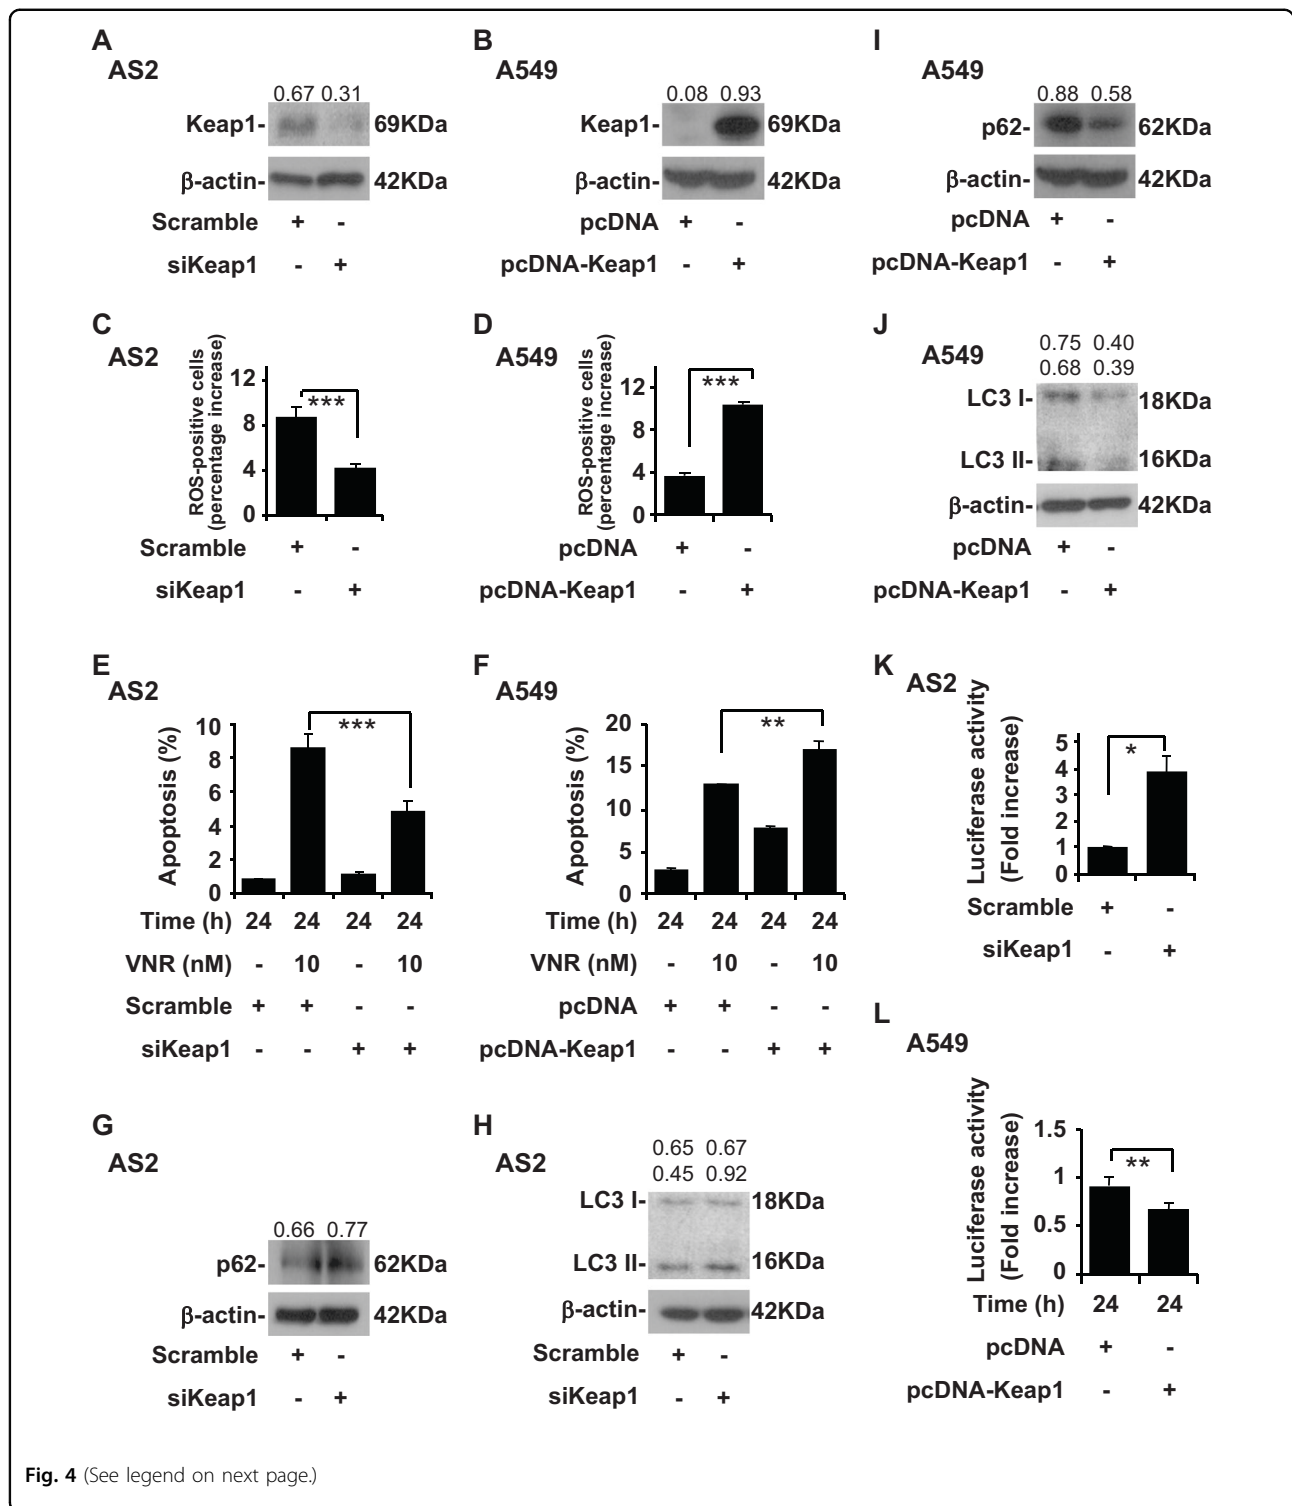 A
AS2
0.67 0.31
Keap1- 69KDa
β-actin- 42KDa
Scramble + -
siKeap1 - +
B
A549
0.08 0.93
Keap1- 69KDa
β-actin- 42KDa
pcDNA + -
pcDNA-Keap1 - +
I
A549
0.88 0.58
p62- 62KDa
β-actin- 42KDa
pcDNA + -
pcDNA-Keap1 - +
C
AS2
ROS-positive cells
(percentage increase)
12
8
4
0
***
Scramble + -
siKeap1 - +
D
A549
ROS-positive cells
(percentage increase)
12
8
4
0
***
pcDNA + -
pcDNA-Keap1 - +
J
A549
0.75 0.40
0.68 0.39
LC3 I- 18KDa
LC3 II- 16KDa
β-actin- 42KDa
pcDNA + -
pcDNA-Keap1 - +
E
AS2
Apoptosis (%)
10
8
6
4
2
0
***
Time (h) 24 24 24 24
VNR (nM) - 10 - 10
Scramble + + - -
siKeap1 - - + +
F
A549
Apoptosis (%)
20
15
10
5
0
**
Time (h) 24 24 24 24
VNR (nM) - 10 - 10
pcDNA + + - -
pcDNA-Keap1 - - + +
K
AS2
Luciferase activity
(Fold increase)
5
4
3
2
1
0
*
Scramble + -
siKeap1 - +
G
AS2
0.66 0.77
p62- 62KDa
β-actin- 42KDa
Scramble + -
siKeap1 - +
H
AS2
0.65 0.67
0.45 0.92
LC3 I- 18KDa
LC3 II- 16KDa
β-actin- 42KDa
Scramble + -
siKeap1 - +
L
A549
Luciferase activity
(Fold increase)
1.5
1
0.5
0
**
Time (h) 24 24
pcDNA + -
pcDNA-Keap1 - +
Fig. 4 (See legend on next page.)